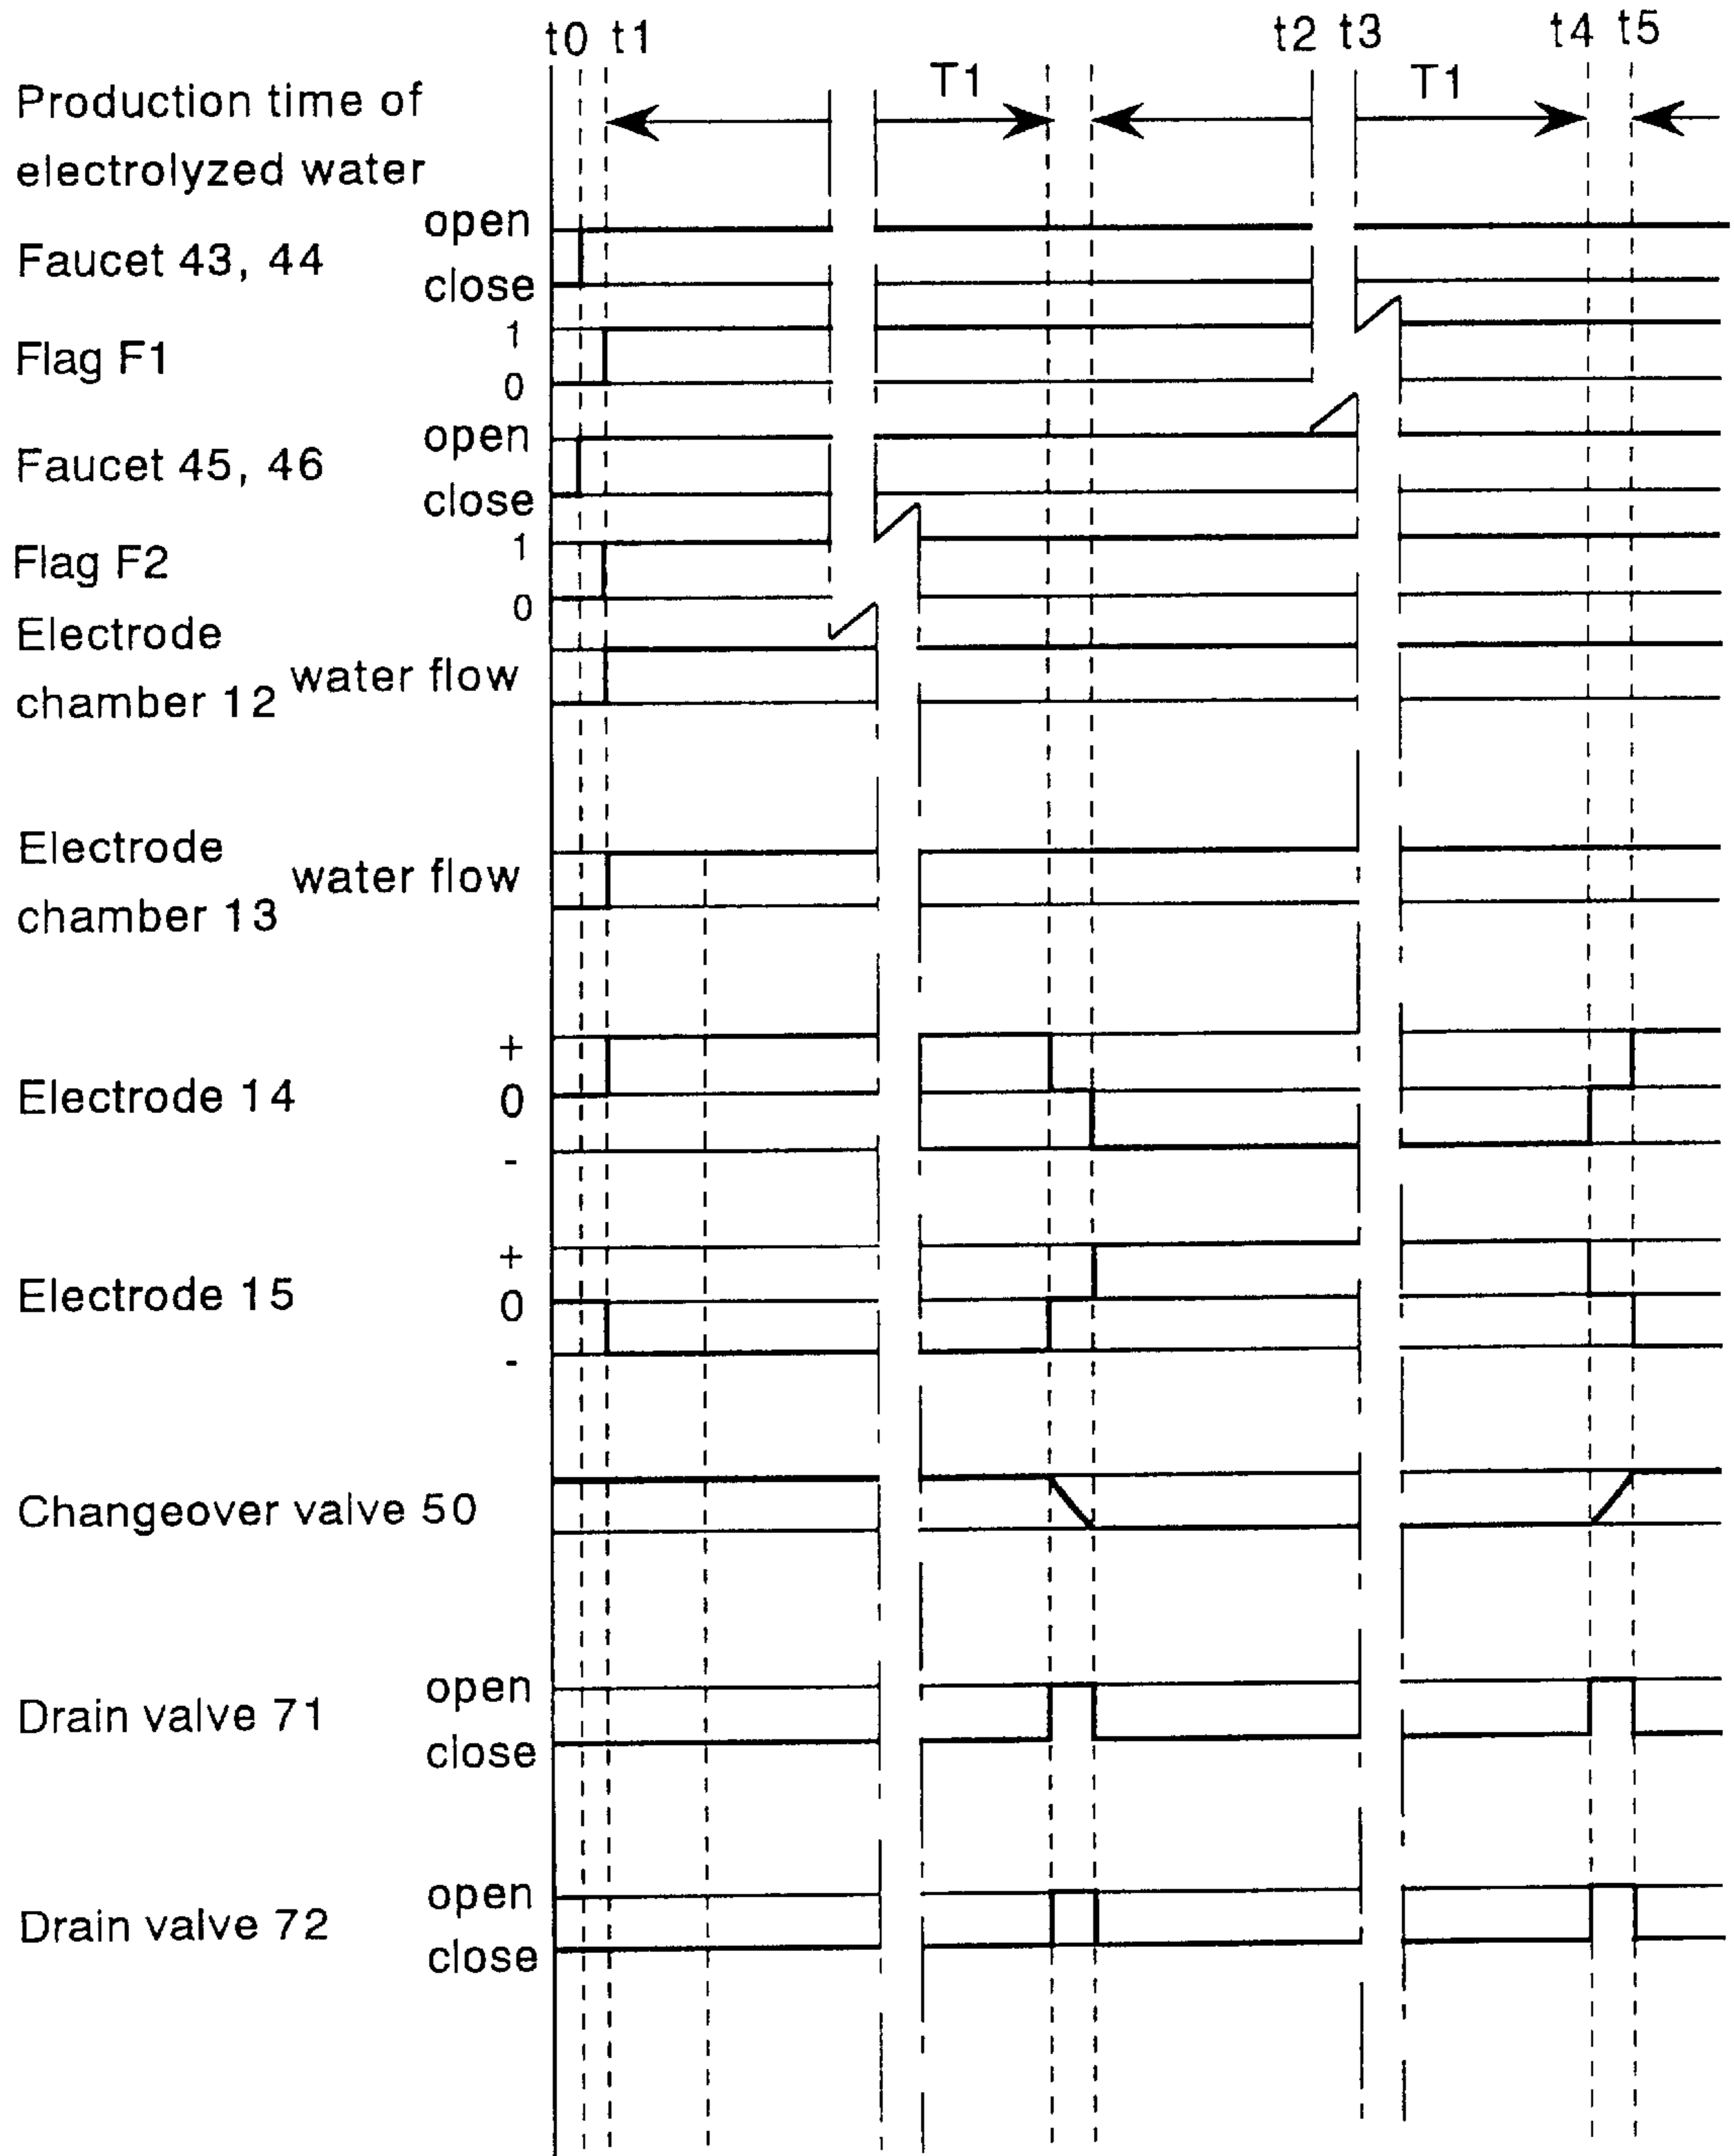 t0 t1 t2 t3 t4 t5
T1 T1
Production time of
electrolyzed water
open
Faucet 43, 44
close
1
Flag F1
0
open
Faucet 45, 46
close
1
Flag F2
0
Electrode
chamber 12 water flow
Electrode
chamber 13 water flow
+
Electrode 14 0
-
+
Electrode 15 0
-
Changeover valve 50
open
Drain valve 71
close
open
Drain valve 72
close